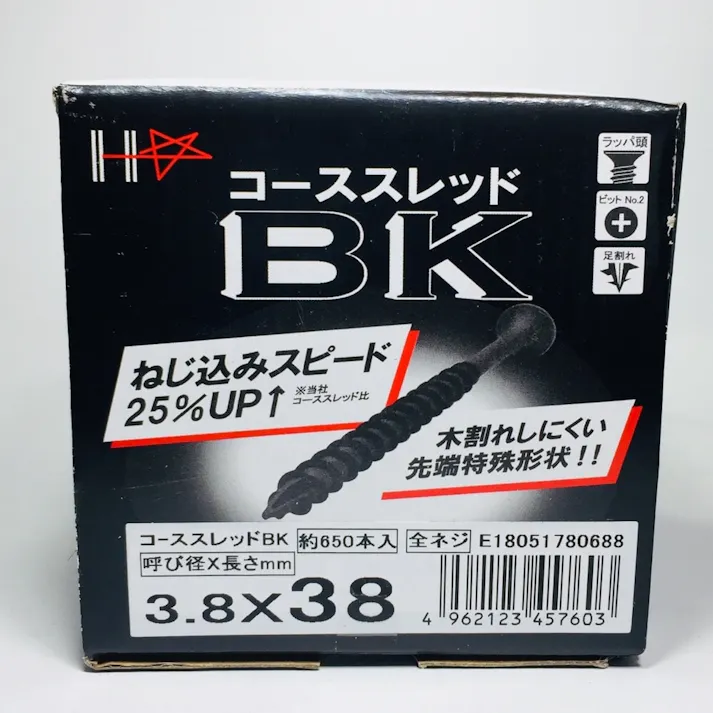 H
ラッパ頭
コーススレッド
BK
ビット No.2
足割れ
ねじ込みスピード
25%UP↑ ※当社
コーススレッド比
木割れしにくい
先端特殊形状!!
コーススレッドBK 約650本入 全ネジ E18051780688
呼び径X長さmm
3.8X38
4 962123 457603